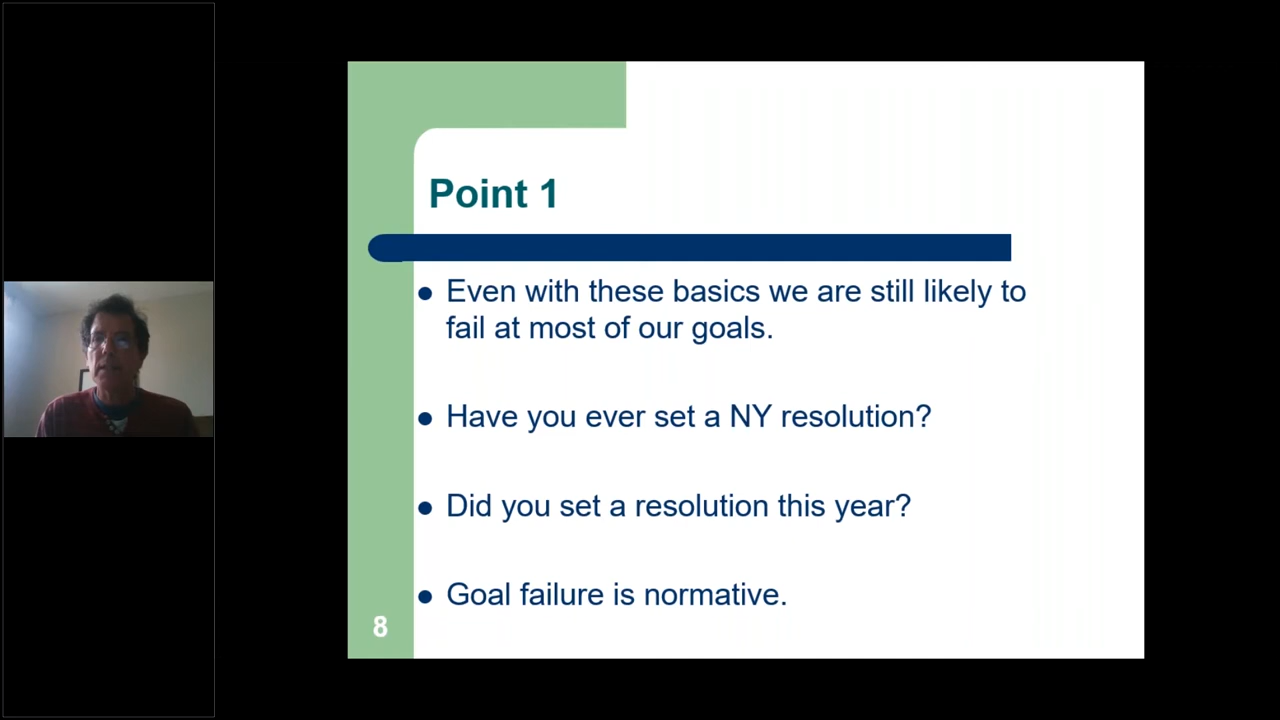 Point 1
Even with these basics we are still likely to
fail at most of our goals.
Have you ever set a NY resolution?
Did you set a resolution this year?
Goal failure is normative.
8